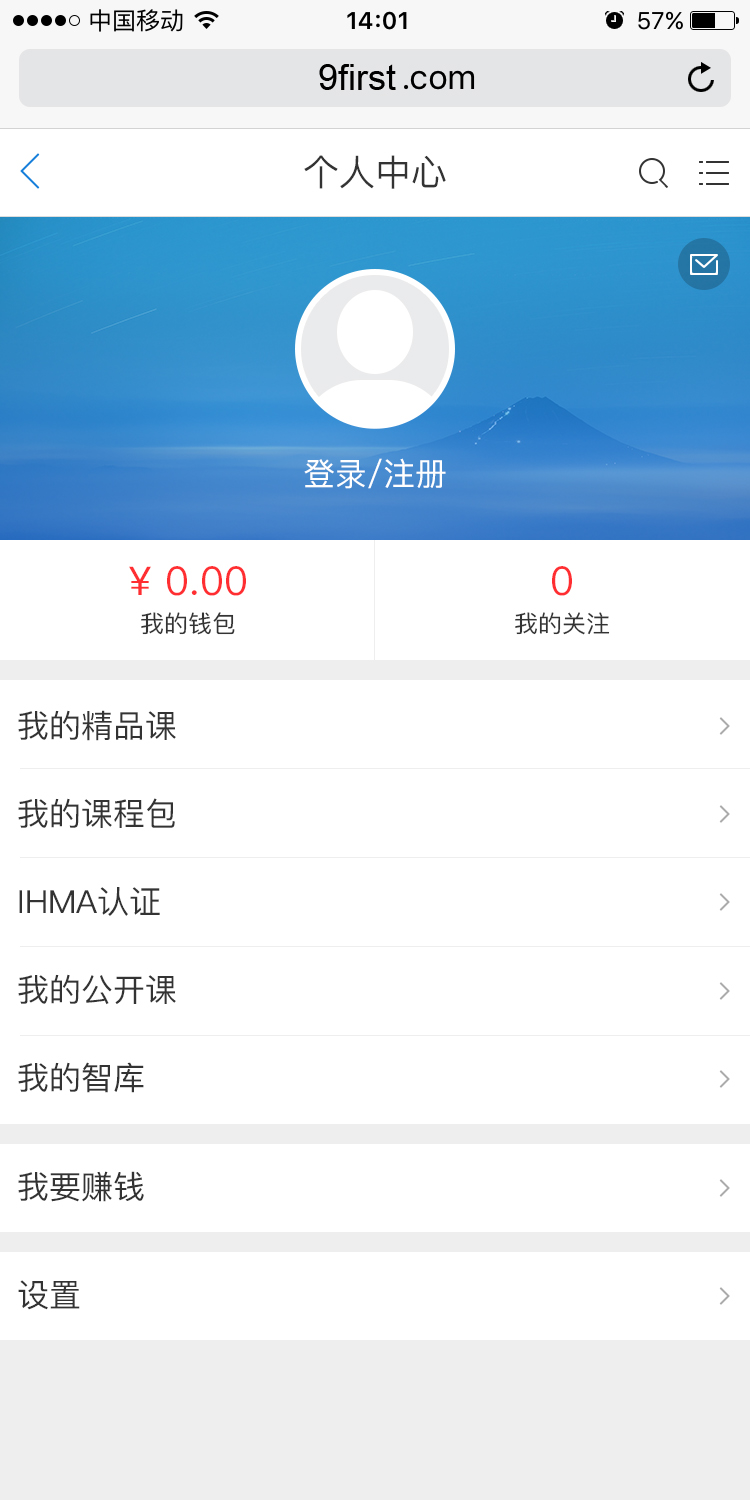 中国移动 14:01 57%
9first.com
个人中心
登录/注册
¥ 0.00 0
我的钱包 我的关注
我的精品课
我的课程包
IHMA认证
我的公开课
我的智库
我要赚钱
设置